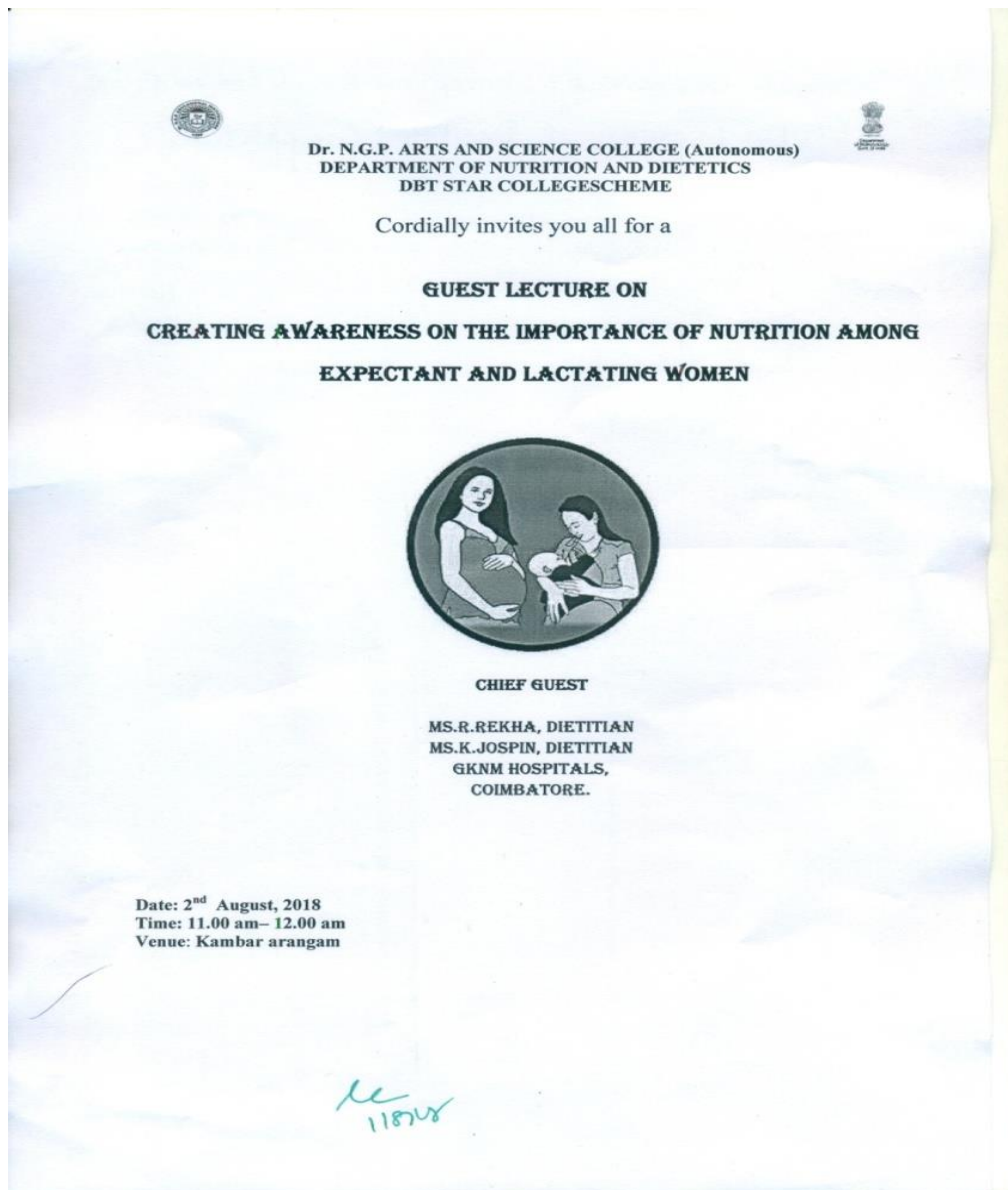 Dr. N.G.P. ARTS AND SCIENCE COLLEGE (Autonomous)
DEPARTMENT OF NUTRITION AND DIETETICS
DBT STAR COLLEGESCHEME
Cordially invites you all for a
GUEST LECTURE ON
CREATING AWARENESS ON THE IMPORTANCE OF NUTRITION AMONG
EXPECTANT AND LACTATING WOMEN
CHIEF GUEST
MS.R.REKHA, DIETITIAN
MS.K.JOSPIN, DIETITIAN
GKNM HOSPITALS,
COIMBATORE.
Date: 2nd August, 2018
Time: 11.00 am– 12.00 am
Venue: Kambar arangam